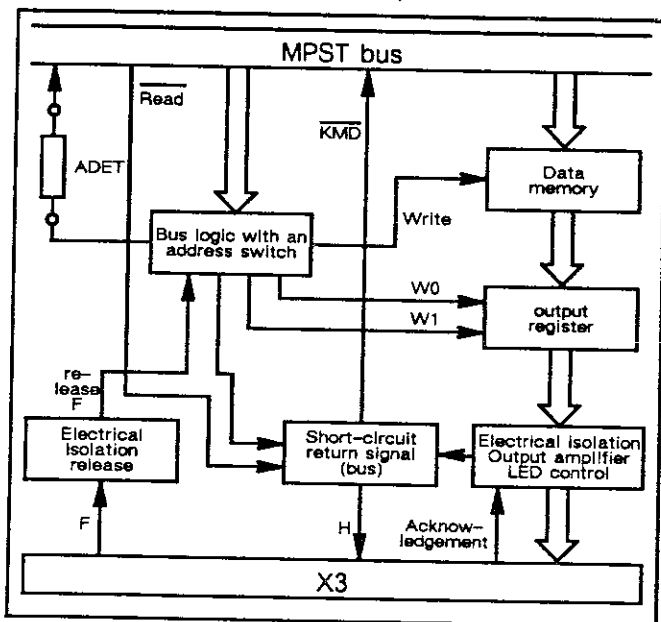 MPST bus
Read
KMD
ADET
Data
memory
Write
Bus logic with an
address switch
W0
W1
output
register
re-
lease
F
Electrical
isolation
release
Short-circuit
return signal
(bus)
Electrical isolation
Output amplifier
LED control
F
H
Acknow-
ledgement
X3